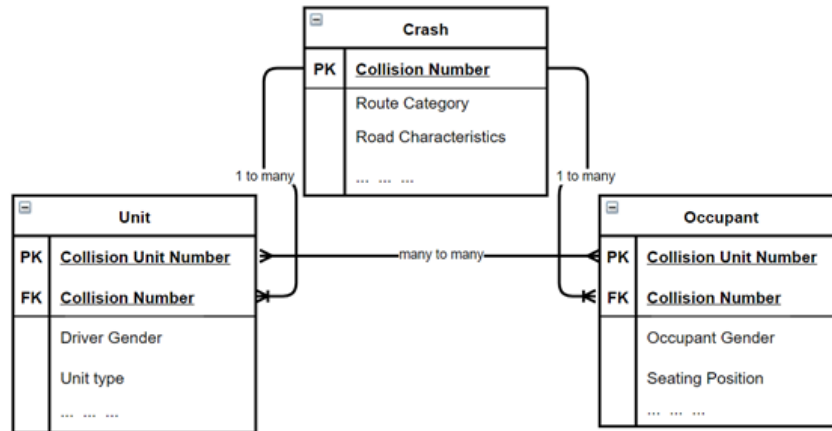 Crash
PK Collision Number
Route Category
Road Characteristics
... ... ...
1 to many
1 to many
Unit
PK Collision Unit Number
FK Collision Number
Driver Gender
Unit type
... ... ...
many to many
Occupant
PK Collision Unit Number
FK Collision Number
Occupant Gender
Seating Position
... ... ...